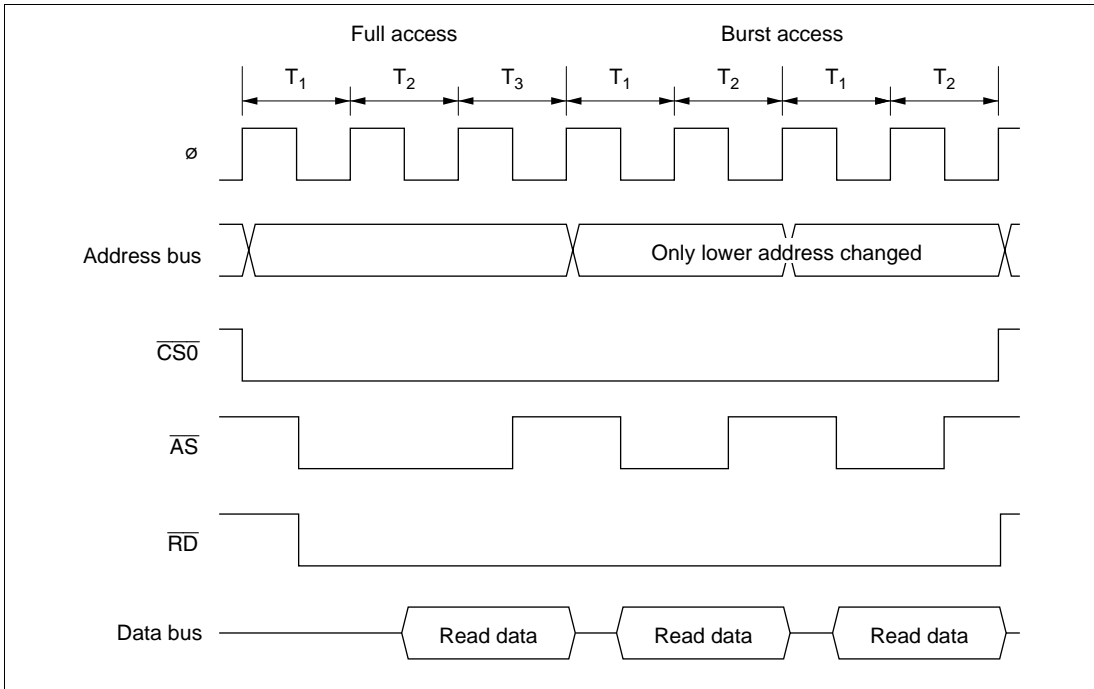 Full access Burst access
T1 T2 T3 T1 T2 T1 T2
ø
Address bus Only lower address changed
CS0
AS
RD
Data bus Read data Read data Read data